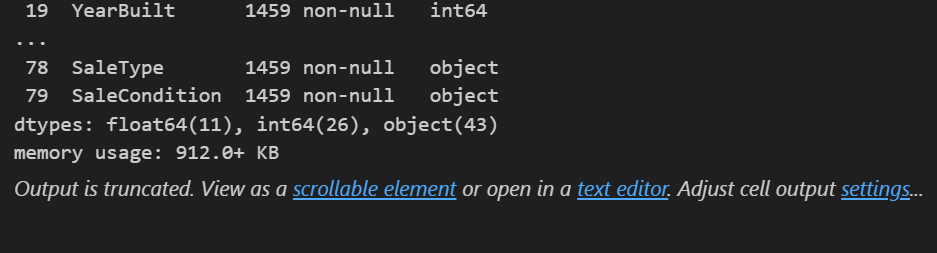 19  YearBuilt      1459 non-null   int64
...
78  SaleType       1459 non-null   object
79  SaleCondition  1459 non-null   object
dtypes: float64(11), int64(26), object(43)
memory usage: 912.0+ KB
Output is truncated. View as a scrollable element or open in a text editor. Adjust cell output settings...